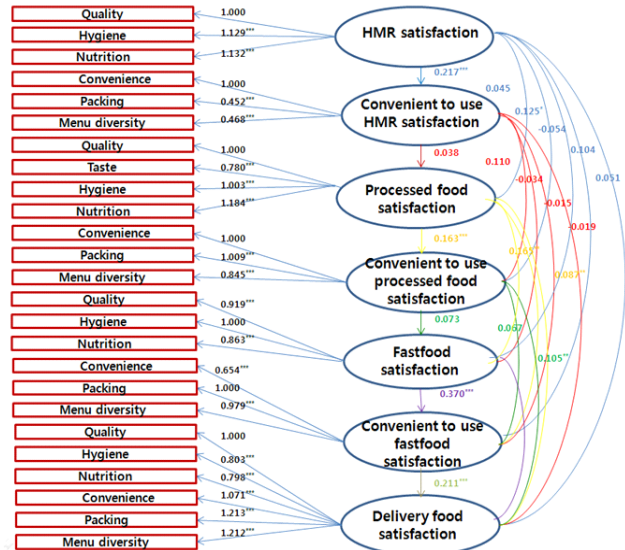 Quality
1.000
Hygiene
1.129***
Nutrition
1.132***
HMR satisfaction
0.217***
Convenience
1.000
Packing
0.452***
Menu diversity
0.468***
Convenient to use
HMR satisfaction
0.045
0.125*
-0.054
0.104
0.051
0.038
0.110
-0.034
-0.015
-0.019
Quality
1.000
Taste
0.780***
Hygiene
1.003***
Nutrition
1.184***
Processed food
satisfaction
0.163***
0.087**
Convenience
1.000
Packing
1.009***
Menu diversity
0.845***
Convenient to use
processed food
satisfaction
0.073
0.067
0.105**
Quality
0.919***
Hygiene
1.000
Nutrition
0.863***
Fastfood
satisfaction
0.370***
Convenience
0.654***
Packing
1.000
Menu diversity
0.979***
Convenient to use
fastfood
satisfaction
0.211***
Quality
1.000
Hygiene
0.803***
Nutrition
0.798***
Convenience
1.071***
Packing
1.213***
Menu diversity
1.212***
Delivery food
satisfaction